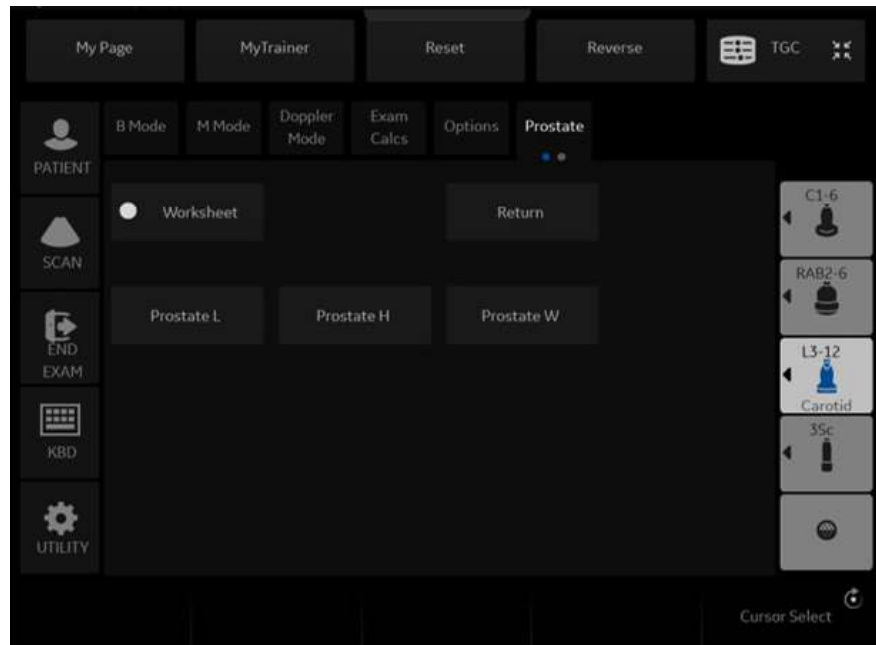 My Page
MyTrainer
Reset
Reverse
TGC
PATIENT
B Mode
M Mode
Doppler
Mode
Exam
Calcs
Options
Prostate
Worksheet
Return
C1-6
SCAN
RAB2-6
Prostate L
Prostate H
Prostate W
END
EXAM
L3-12
Carotid
KBD
3Sc
UTILITY
Cursor Select